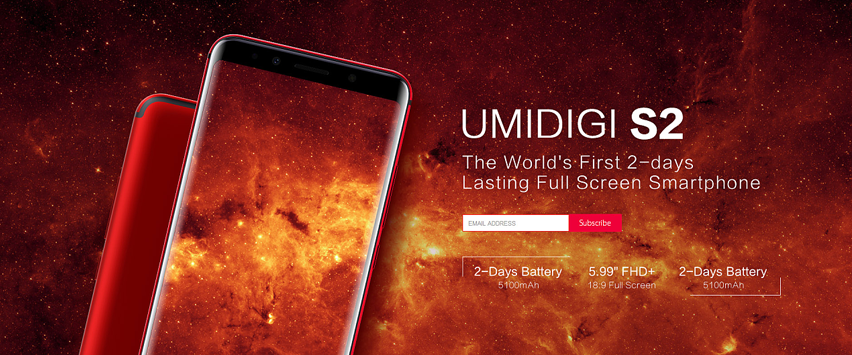 UMIDIGI S2
The World's First 2-days
Lasting Full Screen Smartphone
EMAIL ADDRESS Subscribe
2-Days Battery 5.99" FHD+ 2-Days Battery
5100mAh 18:9 Full Screen 5100mAh